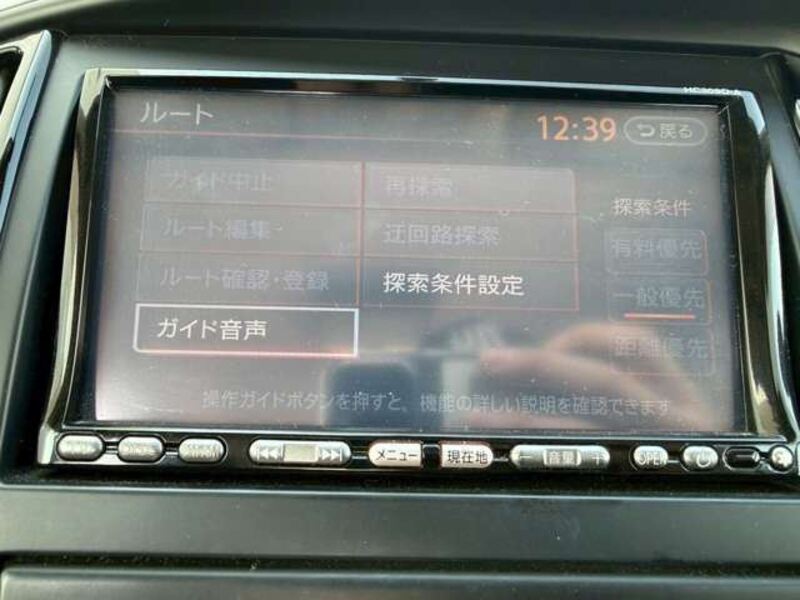 HC309D-A
ルート
12:39
戻る
ガイド中止
再探索
探索条件
ルート編集
迂回路探索
有料優先
ルート確認・登録
探索条件設定
一般優先
ガイド音声
距離優先
操作ガイドボタンを押すと、機能の詳しい説明を確認できます
メニュー
現在地
− 音量 +
OPEN